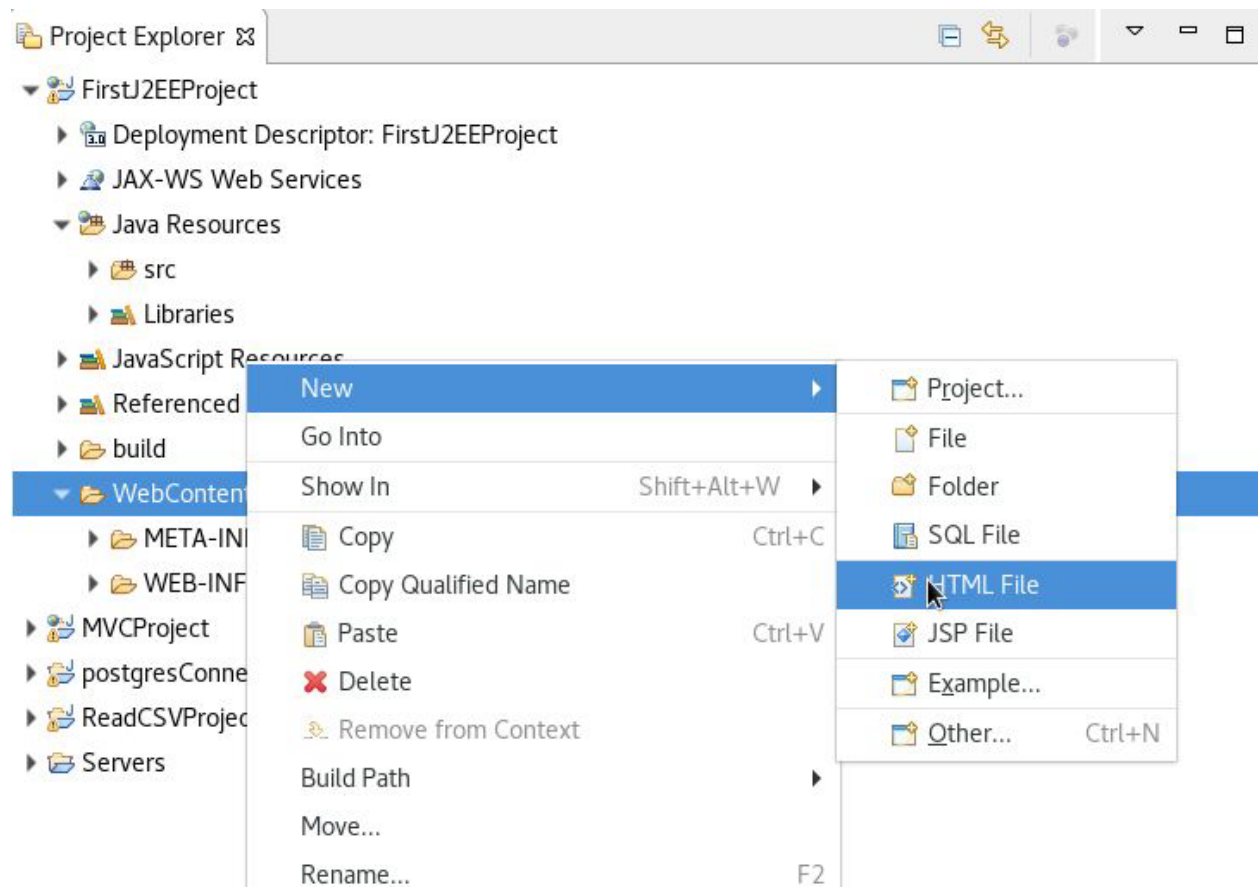 Project Explorer
FirstJ2EEProject
3.0 Deployment Descriptor: FirstJ2EEProject
JAX-WS Web Services
Java Resources
src
Libraries
JavaScript Resources
Referenced
build
WebContent
META-INF
WEB-INF
MVCProject
postgresConne
ReadCSVProjec
Servers
New
Go Into
Show In Shift+Alt+W
Copy Ctrl+C
Copy Qualified Name
Paste Ctrl+V
Delete
Remove from Context
Build Path
Move...
Rename... F2
Project...
File
Folder
SQL File
HTML File
JSP File
Example...
Other... Ctrl+N